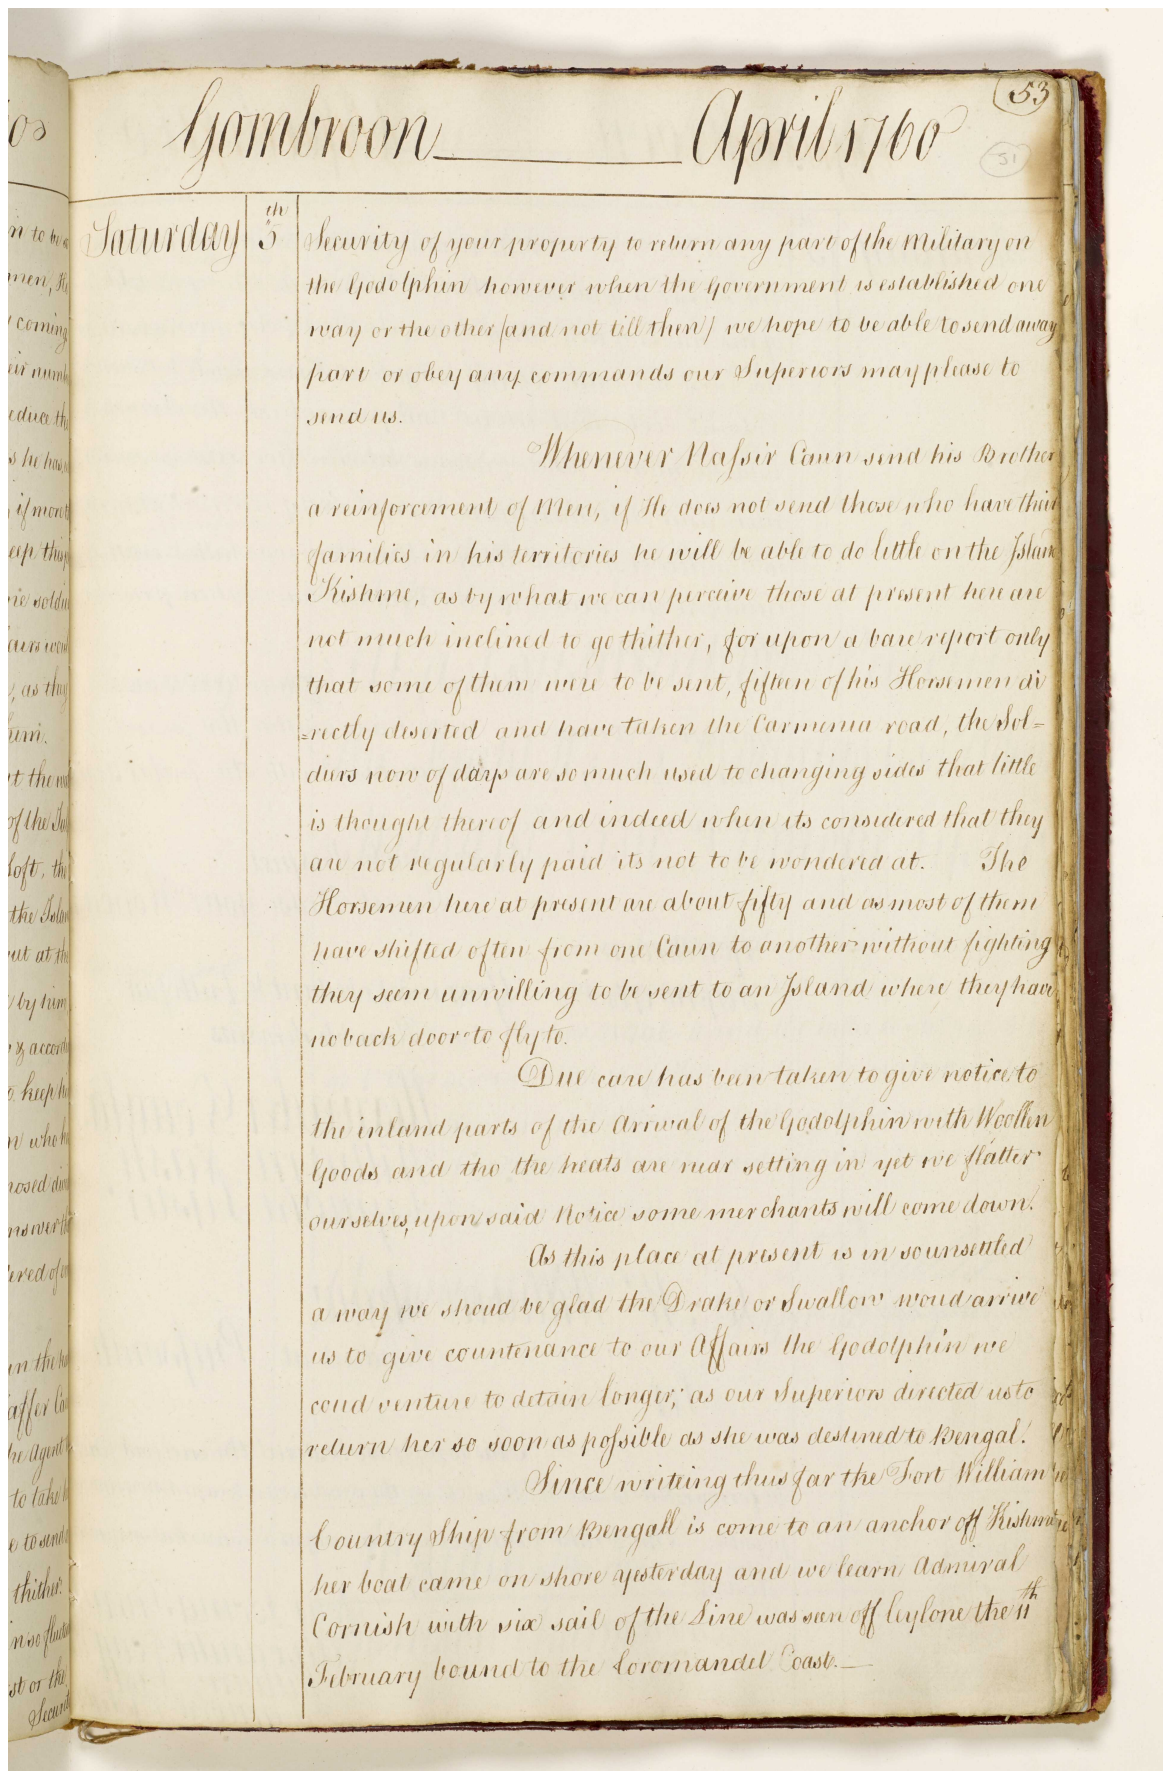 53
Gombroon April 1760
51
Saturday 5th Security of your property to return any part of the Military on
the Godolphin however when the Government is established one
way or the other (and not till then) we hope to be able to send away
part or obey any commands our Superiors may please to
send us.
Whenever Nassir Caun send his Brother
a reinforcement of Men, if He does not send those who have their
families in his territories he will be able to do little on the Island
Kishme, as by what we can perceive those at present here are
not much inclined to go thither, for upon a bare report only
that some of them were to be sent, fifteen of his Horsemen di
=rectly deserted and have taken the Carmenia road, the Sol=
diers now of days are so much used to changing sides that little
is thought thereof and indeed when its considered that they
are not regularly paid its not to be wondered at. The
Horsemen here at present are about fifty and as most of them
have shifted often from one Caun to another without fighting
they seem unwilling to be sent to an Island where they have
no back door to fly to.
Due care has been taken to give notice to
the inland parts of the Arrival of the Godolphin with Woollen
Goods and tho the heats are near setting in yet we flatter
ourselves, upon said Notice some merchants will come down.
As this place at present is in so unsettled
a way we shoud be glad the Drake or Swallow woud arrive
us to give countenance to our Affairs the Godolphin we
coud venture to detain longer; as our Superiors directed us to
return her so soon as possible as she was destined to Bengal.
Since writeing thus far the Fort William
Country Ship from Bengall is come to an anchor off Kishme
her boat came on shore yesterday and we learn Admiral
Cornish with six sail of the Line was seen off Ceylone the 11th
February bound to the Coromandel Coast.